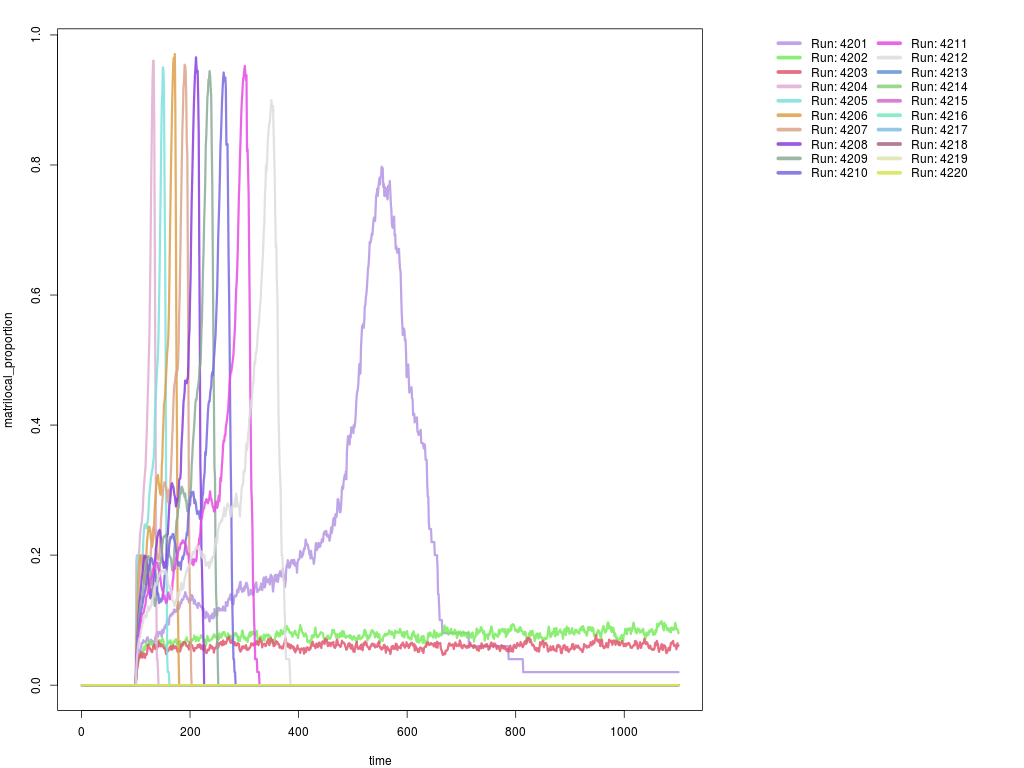 matrilocal_proportion
1.0
0.8
0.6
0.4
0.2
0.0
0 200 400 600 800 1000
time
Run: 4201 Run: 4211
Run: 4202 Run: 4212
Run: 4203 Run: 4213
Run: 4204 Run: 4214
Run: 4205 Run: 4215
Run: 4206 Run: 4216
Run: 4207 Run: 4217
Run: 4208 Run: 4218
Run: 4209 Run: 4219
Run: 4210 Run: 4220